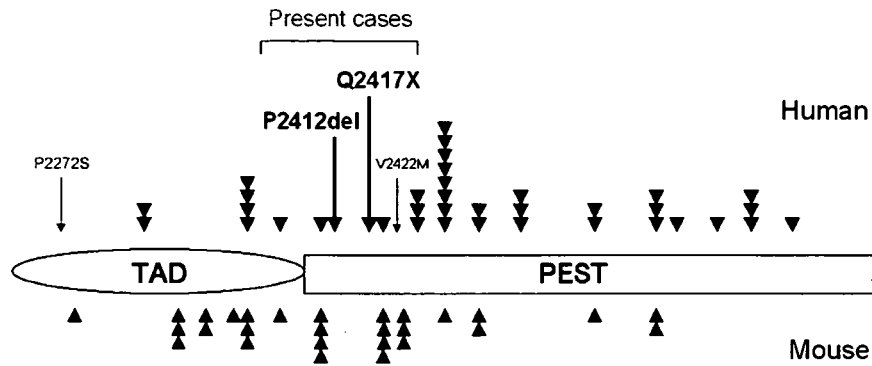 Present cases
Q2417X
Human
P2412del
P2272S
V2422M
TAD
PEST
Mouse